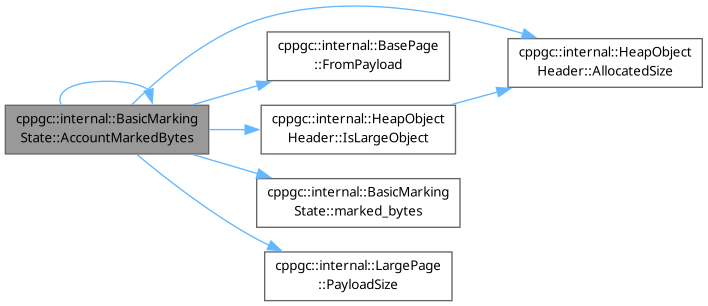 cppgc::internal::BasicMarking
State::AccountMarkedBytes
cppgc::internal::BasePage
::FromPayload
cppgc::internal::HeapObject
Header::IsLargeObject
cppgc::internal::HeapObject
Header::AllocatedSize
cppgc::internal::BasicMarking
State::marked_bytes
cppgc::internal::LargePage
::PayloadSize